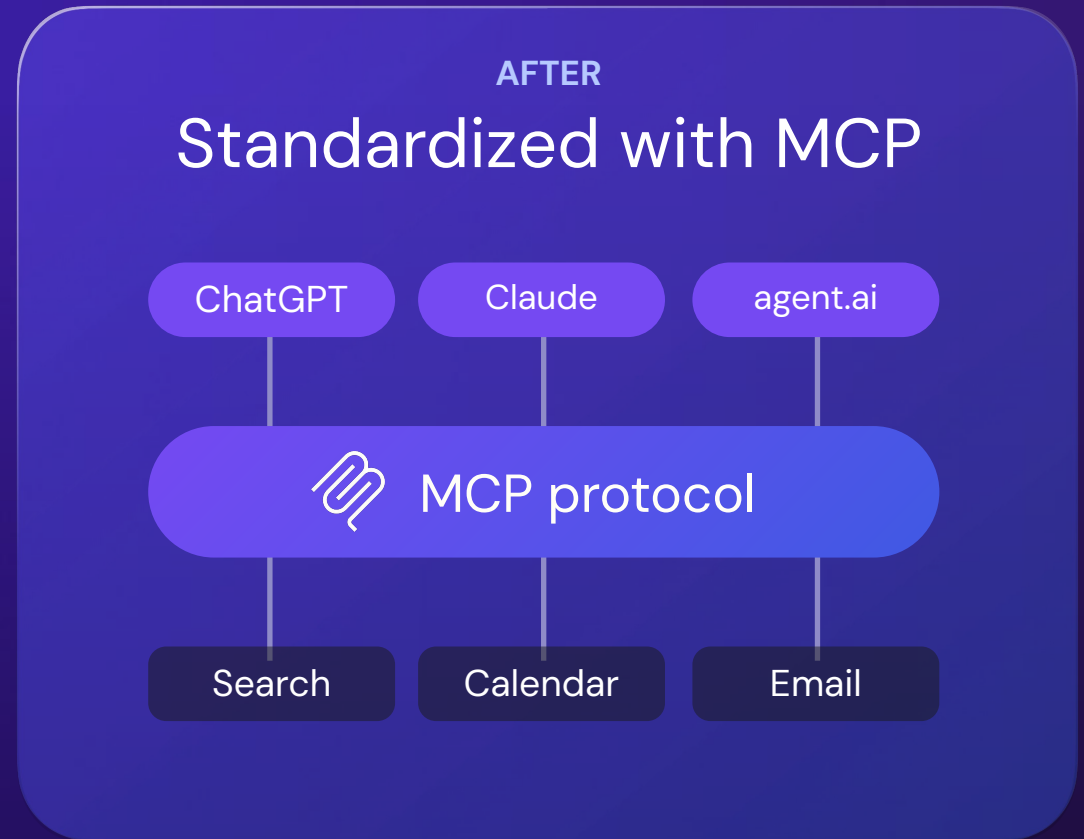 AFTER
Standardized with MCP
ChatGPT
Claude
agent.ai
MCP protocol
Search
Calendar
Email